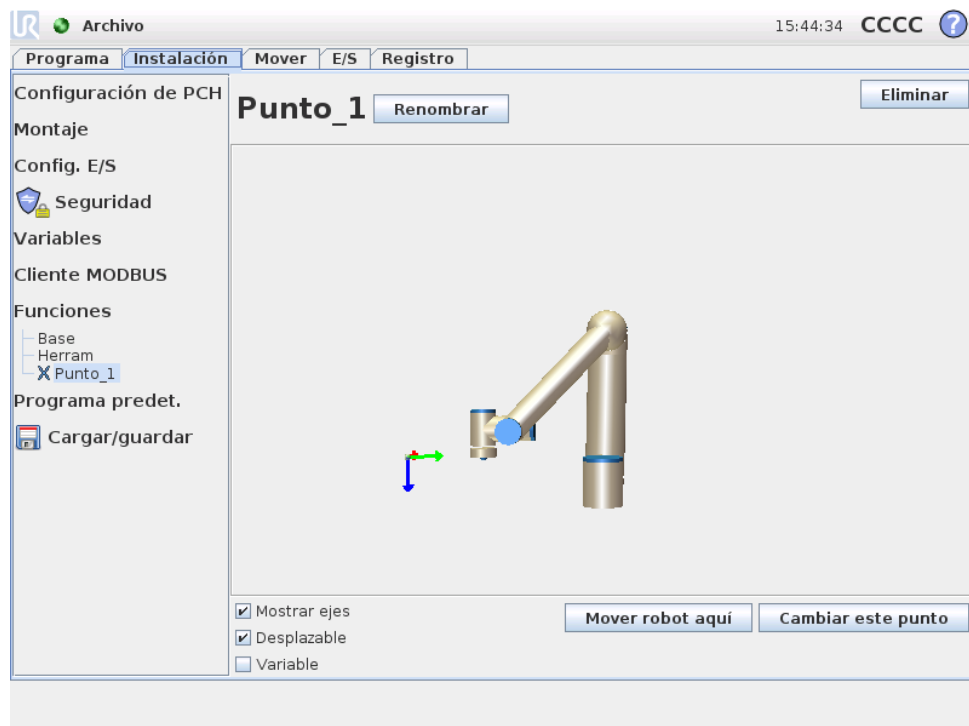 UR Archivo 15:44:34 CCCC ?
Programa Instalación Mover E/S Registro
Configuración de PCH
Montaje
Config. E/S
Seguridad
Variables
Cliente MODBUS
Funciones
Base
Herram
Punto_1
Programa predet.
Cargar/guardar
Punto_1 Renombrar Eliminar
Mostrar ejes
Desplazable
Variable
Mover robot aquí Cambiar este punto